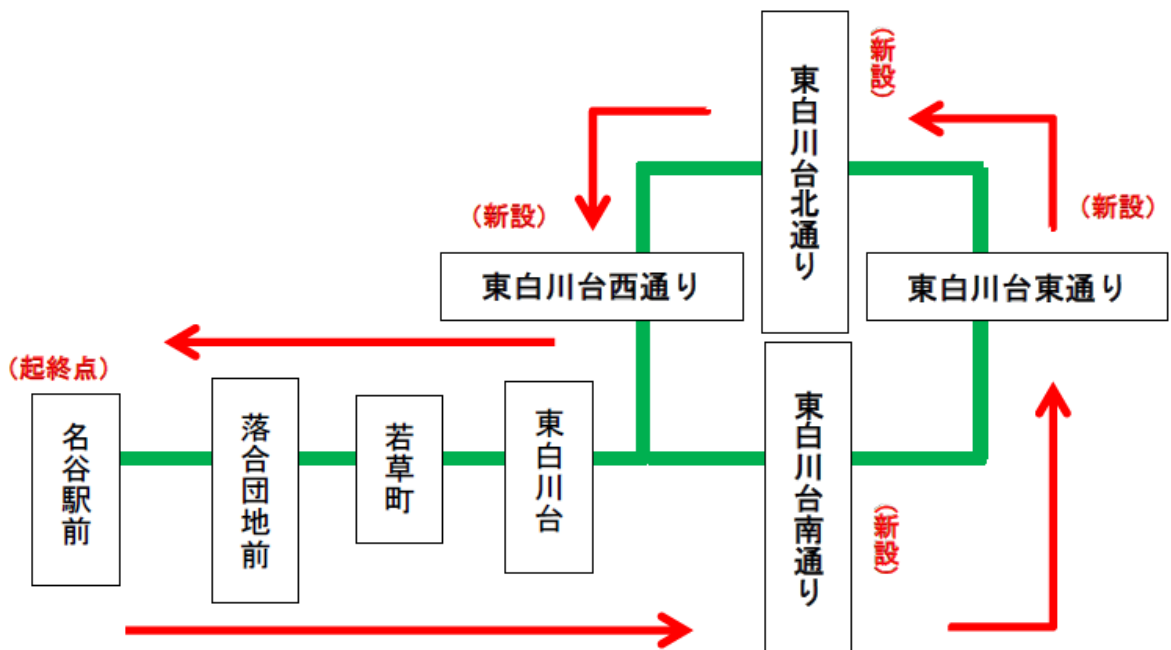 (新設)
東白川台北通り
(新設)
(新設)
東白川台西通り
東白川台東通り
(起終点)
名谷駅前
落合団地前
若草町
東白川台
東白川台南通り
(新設)